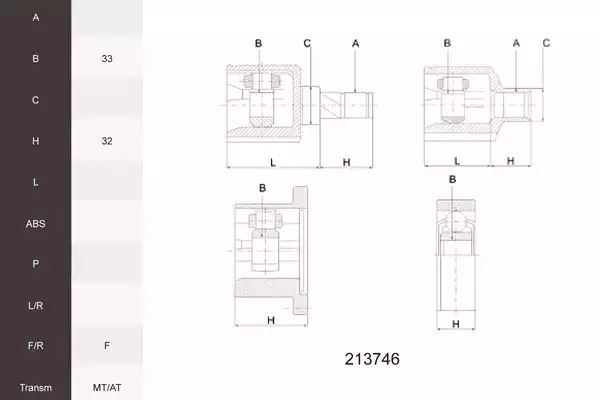 A
B 33
C
H 32
L
ABS
P
L/R
F/R F
Transm MT/AT
B C A
L H
B A C
L H
B
H
B
H
213746